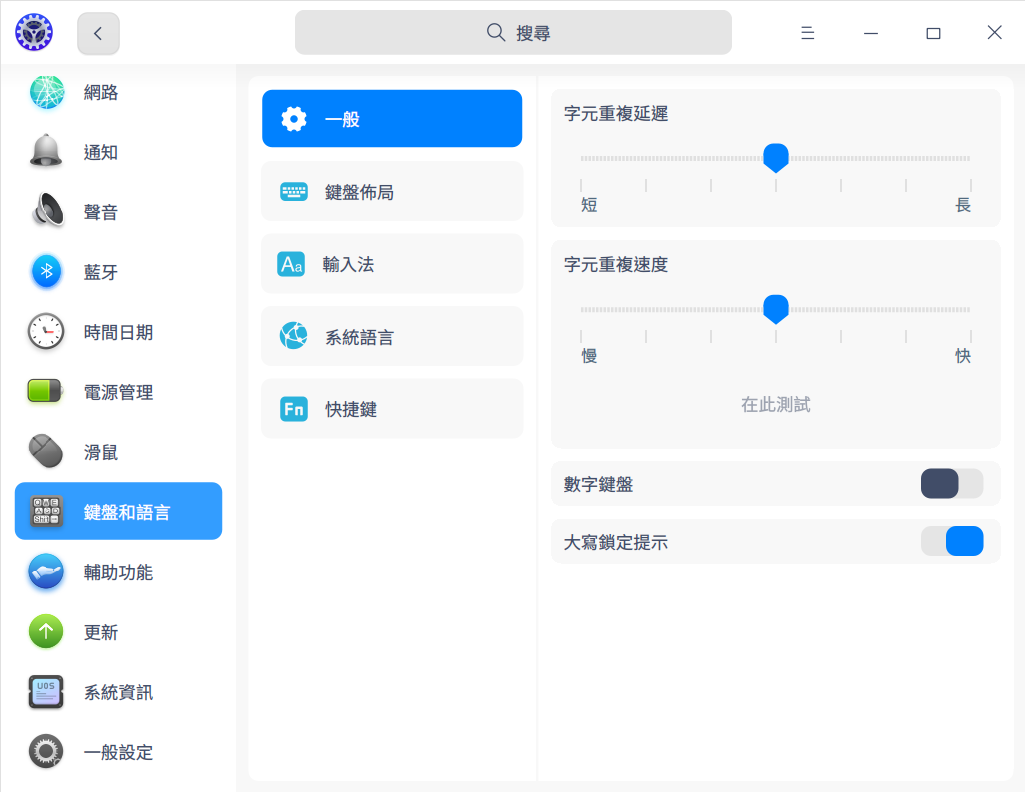 搜尋
網路
通知
聲音
藍牙
時間日期
電源管理
滑鼠
鍵盤和語言
輔助功能
更新
系統資訊
一般設定
一般
鍵盤佈局
Aa
輸入法
系統語言
Fn
快捷鍵
字元重複延遲
短 長
字元重複速度
慢 快
在此測試
數字鍵盤
大寫鎖定提示
UOS